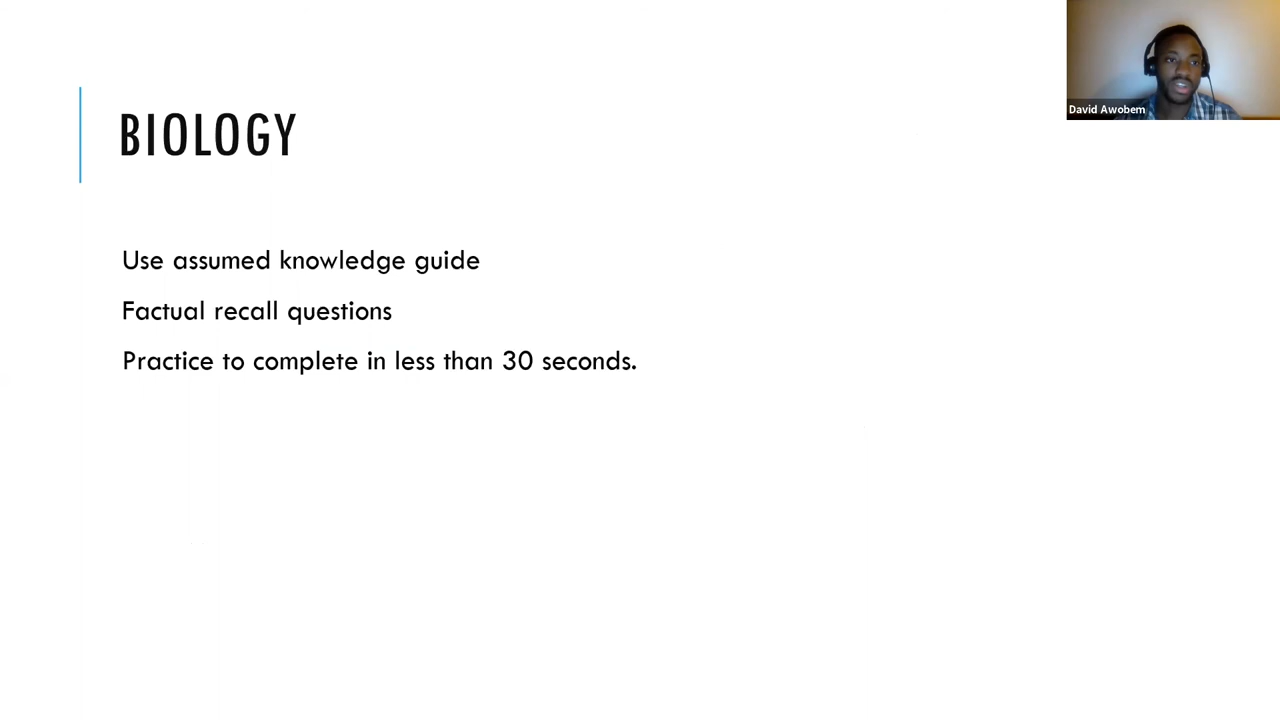 BIOLOGY
Use assumed knowledge guide
Factual recall questions
Practice to complete in less than 30 seconds.
David Awobem